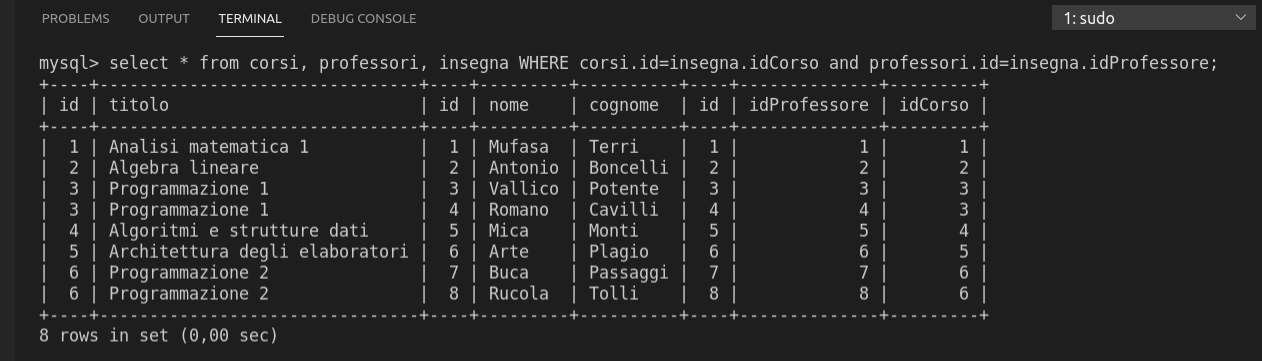 PROBLEMS OUTPUT TERMINAL DEBUG CONSOLE 1: sudo
mysql> select * from corsi, professori, insegna WHERE corsi.id=insegna.idCorso and professori.id=insegna.idProfessore;
+----+--------------------------------+----+---------+----------+----+--------------+---------+
| id | titolo                         | id | nome    | cognome  | id | idProfessore | idCorso |
+----+--------------------------------+----+---------+----------+----+--------------+---------+
|  1 | Analisi matematica 1           |  1 | Mufasa  | Terri    |  1 |            1 |       1 |
|  2 | Algebra lineare                |  2 | Antonio | Boncelli |  2 |            2 |       2 |
|  3 | Programmazione 1               |  3 | Vallico | Potente  |  3 |            3 |       3 |
|  3 | Programmazione 1               |  4 | Romano  | Cavilli  |  4 |            4 |       3 |
|  4 | Algoritmi e strutture dati     |  5 | Mica    | Monti    |  5 |            5 |       4 |
|  5 | Architettura degli elaboratori |  6 | Arte    | Plagio   |  6 |            6 |       5 |
|  6 | Programmazione 2               |  7 | Buca    | Passaggi |  7 |            7 |       6 |
|  6 | Programmazione 2               |  8 | Rucola  | Tolli    |  8 |            8 |       6 |
+----+--------------------------------+----+---------+----------+----+--------------+---------+
8 rows in set (0,00 sec)